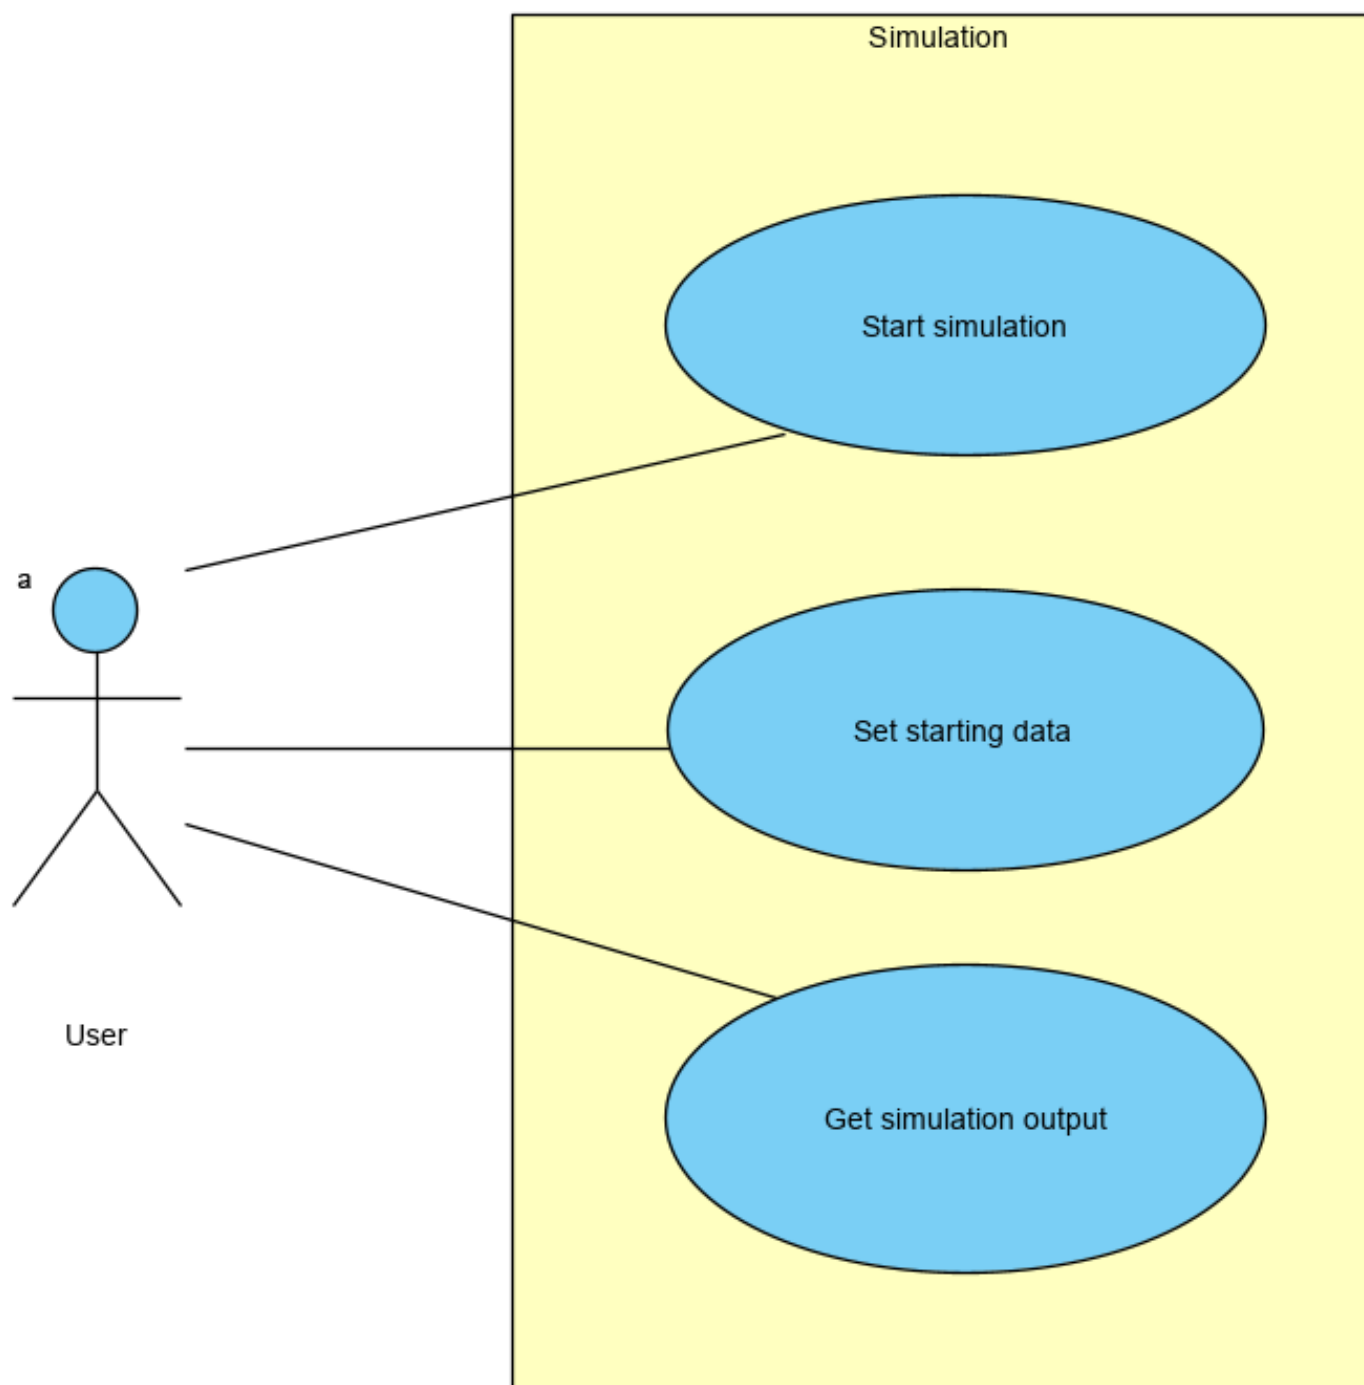 Simulation
Start simulation
a
Set starting data
User
Get simulation output